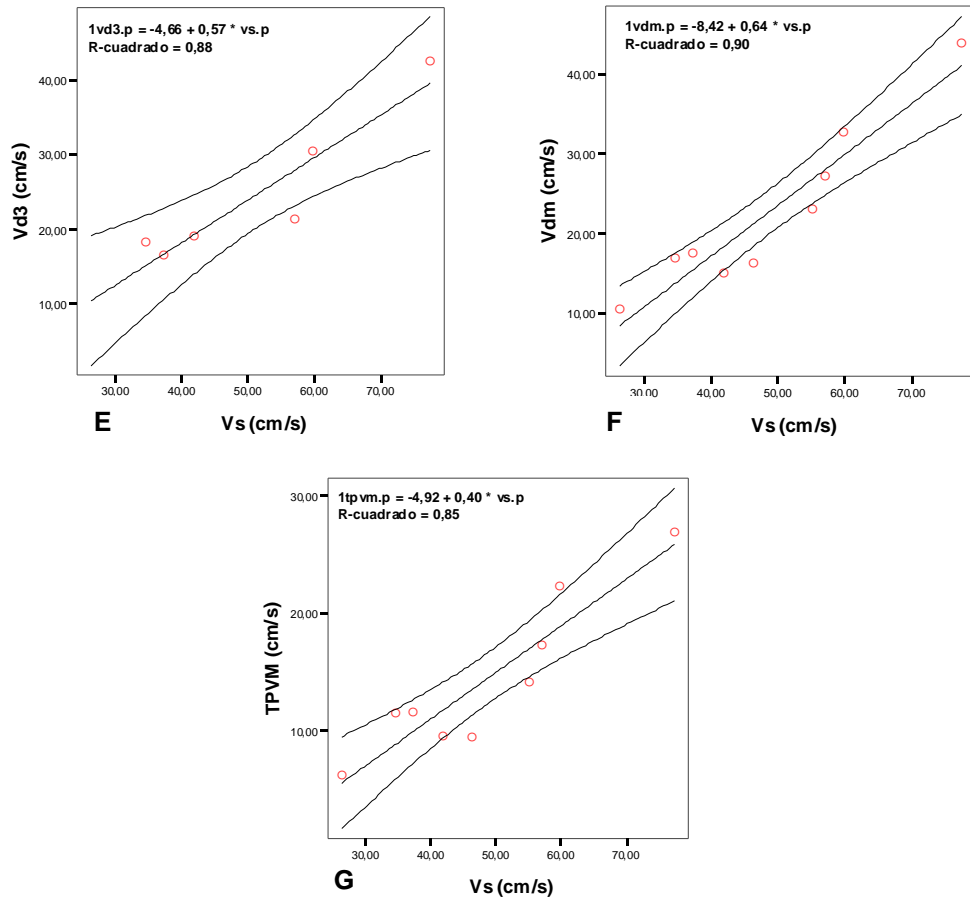 1vd3.p = -4,66 + 0,57 * vs.p
R-cuadrado = 0,88
Vd3 (cm/s)
40,00
30,00
20,00
10,00
30,00 40,00 50,00 60,00 70,00
E Vs (cm/s)
1vdm.p = -8,42 + 0,64 * vs.p
R-cuadrado = 0,90
Vdm (cm/s)
40,00
30,00
20,00
10,00
30,00 40,00 50,00 60,00 70,00
F Vs (cm/s)
1tpvm.p = -4,92 + 0,40 * vs.p
R-cuadrado = 0,85
TPVM (cm/s)
30,00
20,00
10,00
30,00 40,00 50,00 60,00 70,00
G Vs (cm/s)